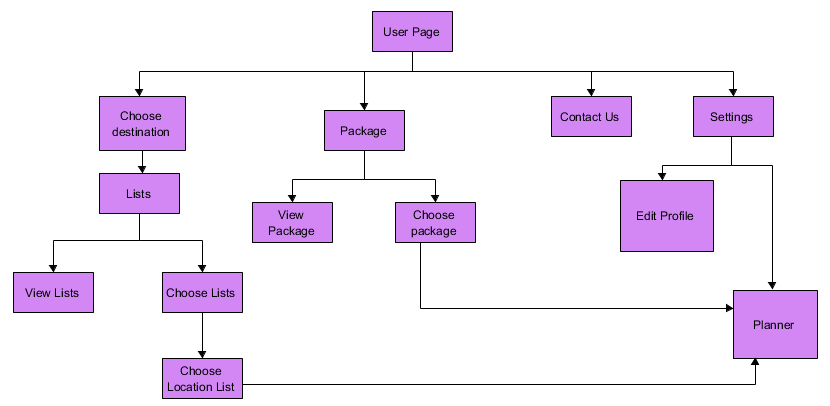 User Page
Choose
destination
Package
Contact Us
Settings
Lists
View
Package
Choose
package
Edit Profile
View Lists
Choose Lists
Planner
Choose
Location List